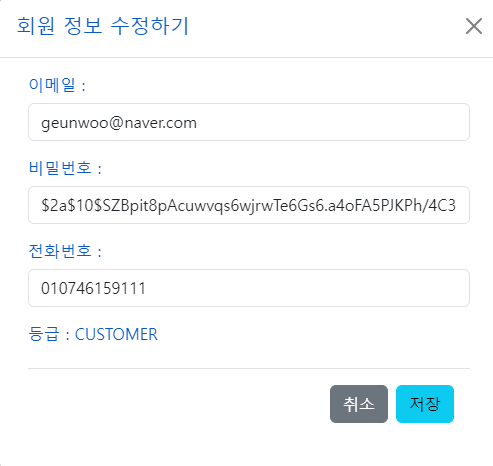 회원 정보 수정하기
이메일 :
geunwoo@naver.com
비밀번호 :
$2a$10$SZBpit8pAcuwvqs6wjrwTe6Gs6.a4oFA5PJKPh/4C3
전화번호 :
010746159111
등급 : CUSTOMER
취소 저장